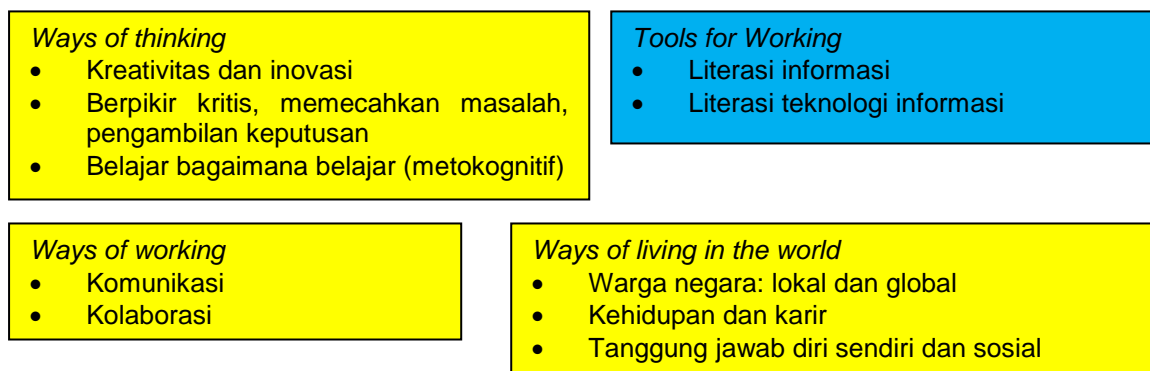 Ways of thinking
• Kreativitas dan inovasi
• Berpikir kritis, memecahkan masalah,
pengambilan keputusan
• Belajar bagaimana belajar (metokognitif)
Tools for Working
• Literasi informasi
• Literasi teknologi informasi
Ways of working
• Komunikasi
• Kolaborasi
Ways of living in the world
• Warga negara: lokal dan global
• Kehidupan dan karir
• Tanggung jawab diri sendiri dan sosial